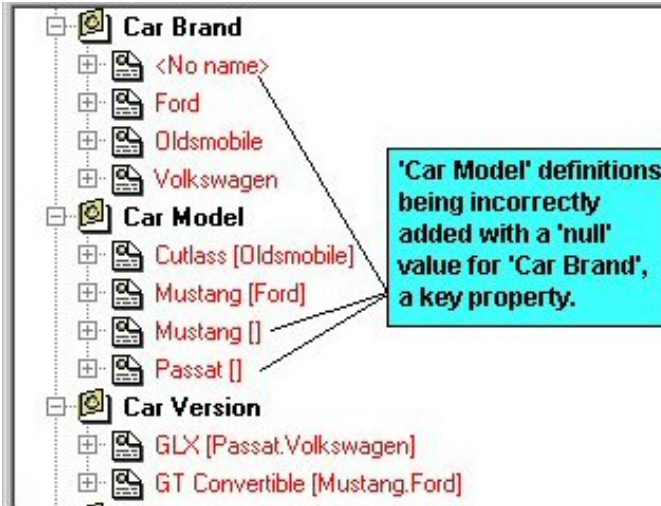 Car Brand
<No name>
Ford
Oldsmobile
Volkswagen
Car Model
Cutlass [Oldsmobile]
Mustang [Ford]
Mustang []
Passat []
Car Version
GLX [Passat.Volkswagen]
GT Convertible [Mustang.Ford]
'Car Model' definitions
being incorrectly
added with a 'null'
value for 'Car Brand',
a key property.